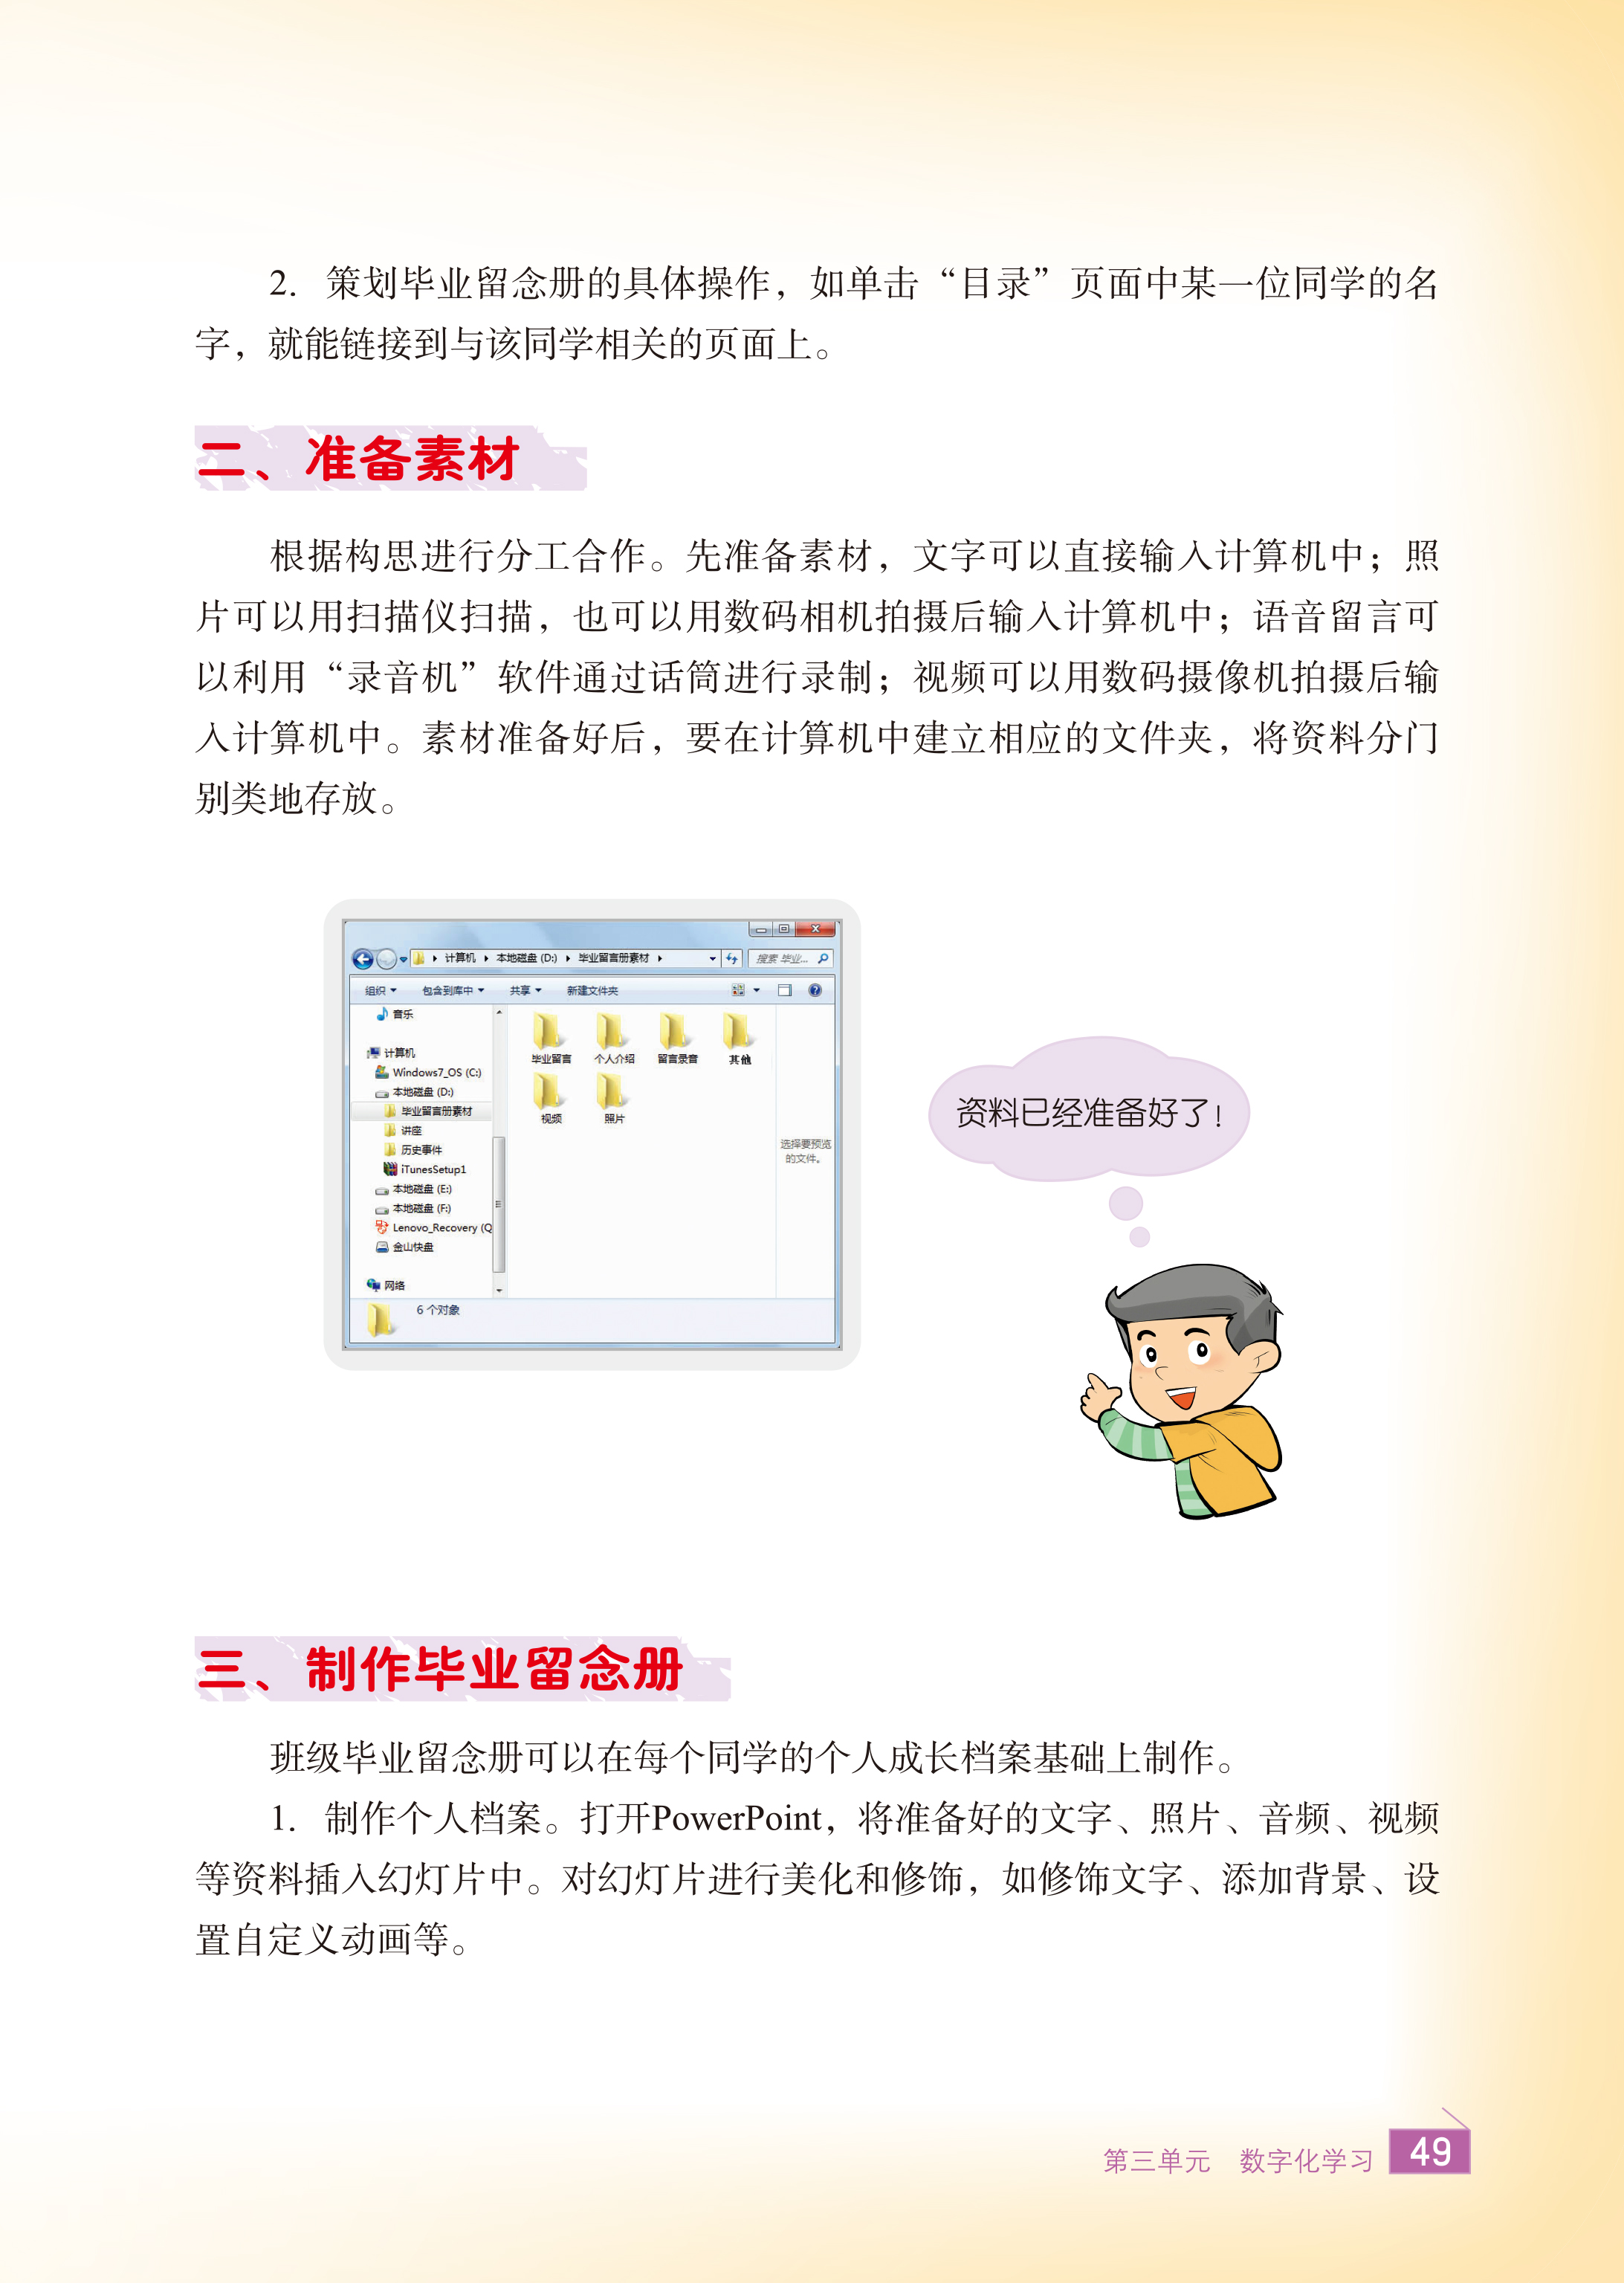 2. 策划毕业留念册的具体操作，如单击“目录”页面中某一位同学的名
字，就能链接到与该同学相关的页面上。
二、准备素材
根据构思进行分工合作。先准备素材，文字可以直接输入计算机中；照
片可以用扫描仪扫描，也可以用数码相机拍摄后输入计算机中；语音留言可
以利用“录音机”软件通过话筒进行录制；视频可以用数码摄像机拍摄后输
入计算机中。素材准备好后，要在计算机中建立相应的文件夹，将资料分门
别类地存放。
计算机 本地磁盘 (D:) 毕业留言册素材 搜索 毕业...
组织 包含到库中 共享 新建文件夹
音乐
计算机
Windows7_OS (C:)
本地磁盘 (D:)
毕业留言册素材
讲座
历史事件
iTunesSetup1
本地磁盘 (E:)
本地磁盘 (F:)
Lenovo_Recovery (Q
金山快盘
网络
毕业留言 个人介绍 留言录音 其他
视频 照片
选择要预览
的文件。
6 个对象
资料已经准备好了！
三、制作毕业留念册
班级毕业留念册可以在每个同学的个人成长档案基础上制作。
1. 制作个人档案。打开PowerPoint，将准备好的文字、照片、音频、视频
等资料插入幻灯片中。对幻灯片进行美化和修饰，如修饰文字、添加背景、设
置自定义动画等。
第三单元 数字化学习 49